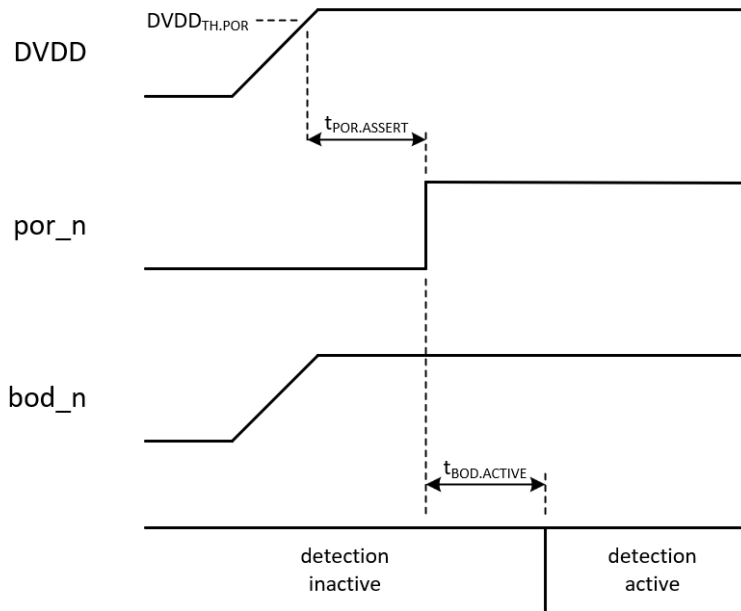 DVDD_TH.POR
DVDD
t_POR.ASSERT
por_n
bod_n
t_BOD.ACTIVE
detection
inactive
detection
active